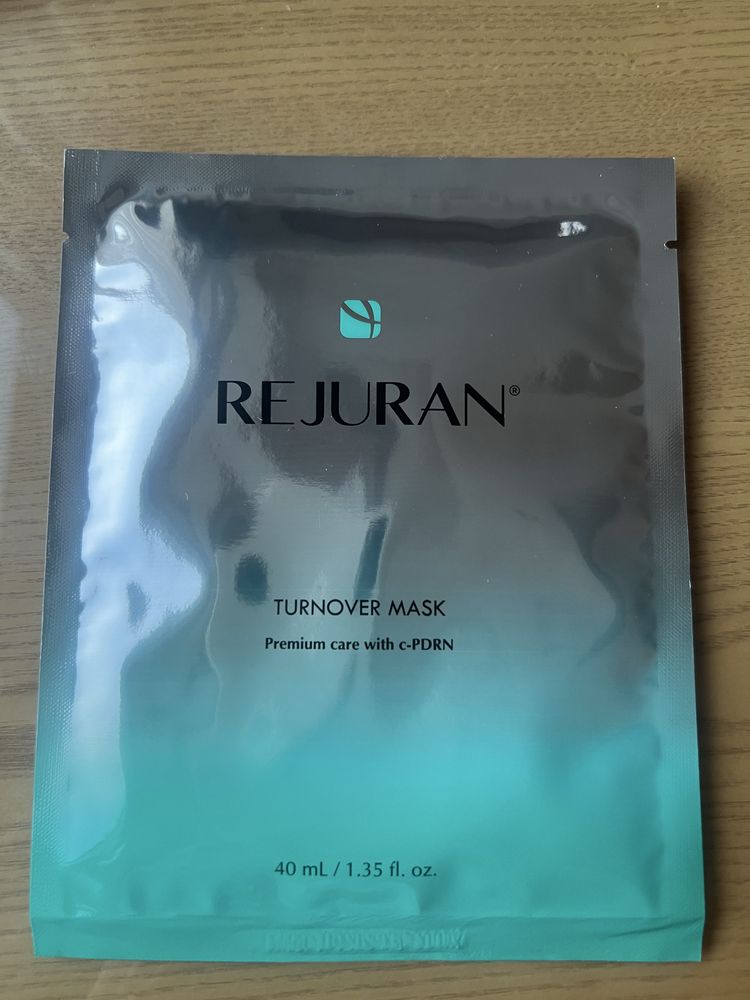 REJURAN®
TURNOVER MASK
Premium care with c-PDRN
40 mL / 1.35 fl. oz.